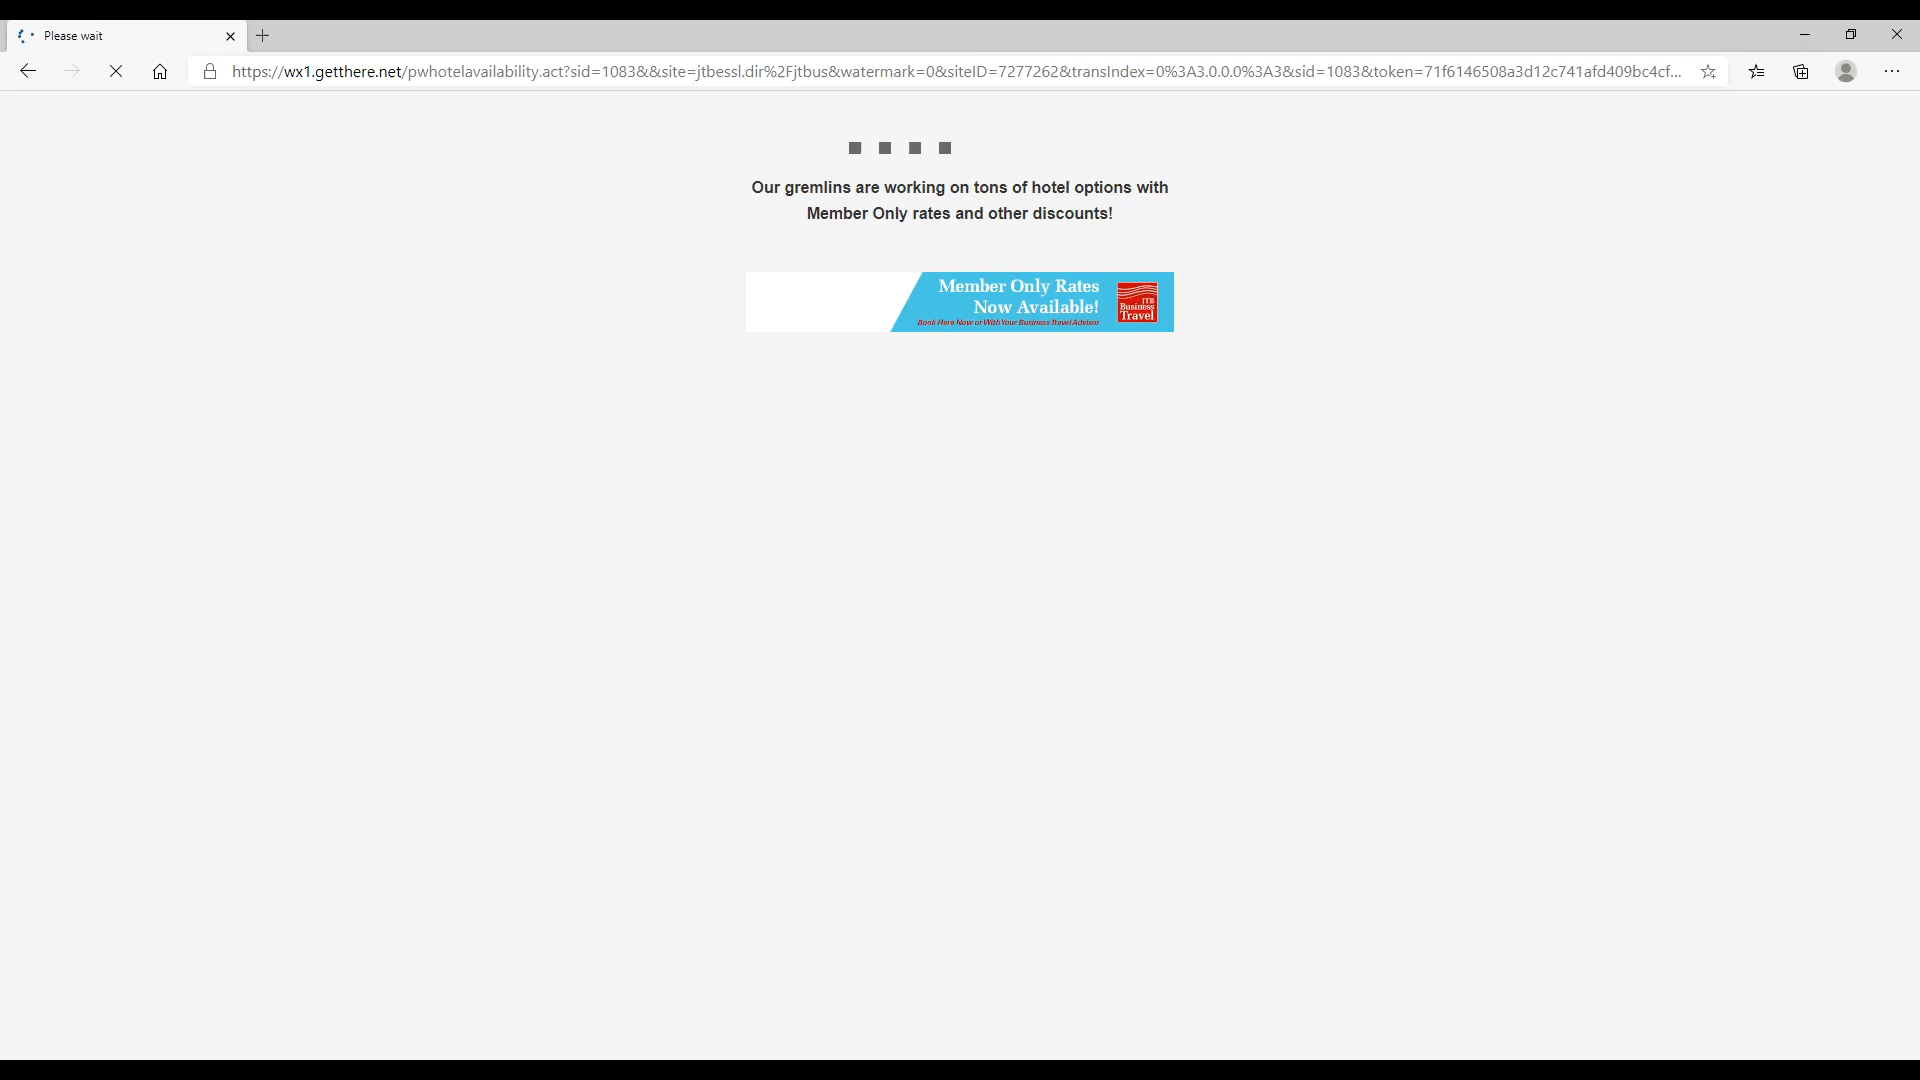 Please wait
https://wx1.getthere.net/pwhotelavailability.act?sid=1083&&site=jtbessl.dir%2Fjtbus&watermark=0&siteID=7277262&transIndex=0%3A3.0.0.0%3A3&sid=1083&token=71f6146508a3d12c741afd409bc4cf...
Our gremlins are working on tons of hotel options with
Member Only rates and other discounts!
Member Only Rates
Now Available!
Book Here Now or With Your Business Travel Advisor
JTB
Business
Travel